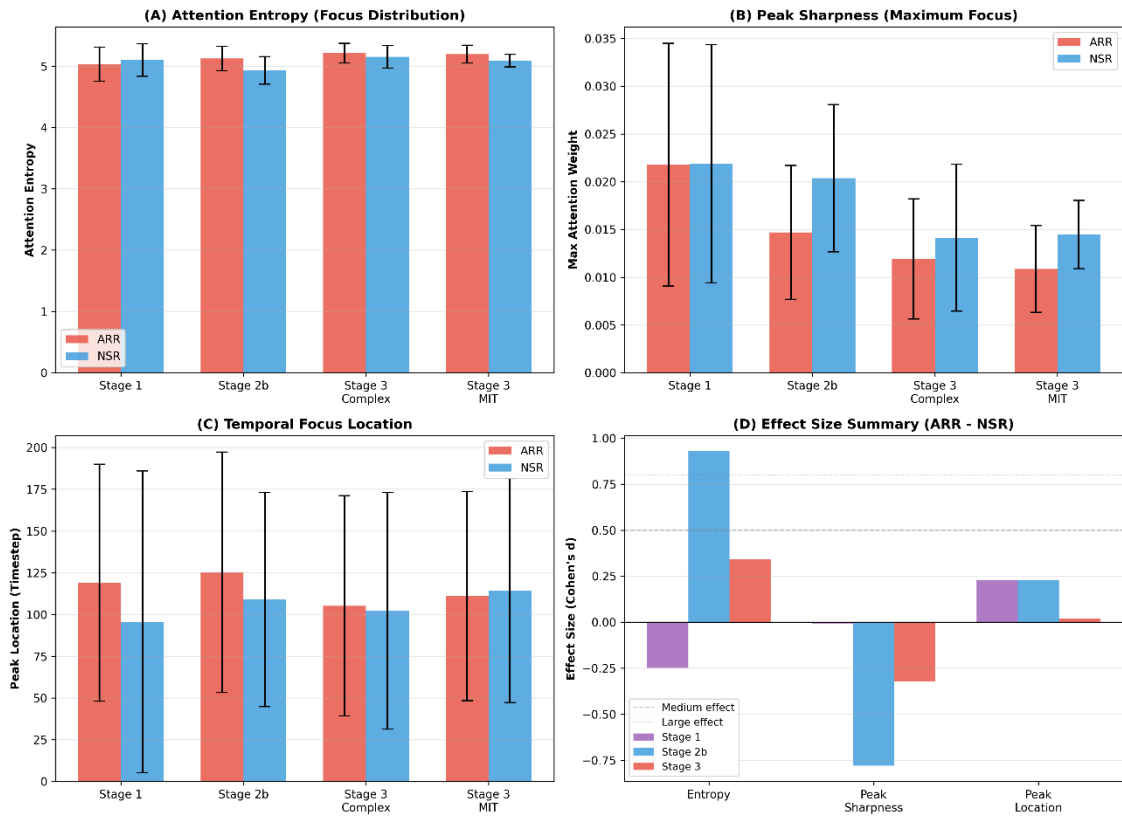 (A) Attention Entropy (Focus Distribution)
Attention Entropy
5
4
3
2
1
0
ARR
NSR
Stage 1
Stage 2b
Stage 3
Complex
Stage 3
MIT
(B) Peak Sharpness (Maximum Focus)
Max Attention Weight
0.035
0.030
0.025
0.020
0.015
0.010
0.005
0.000
ARR
NSR
Stage 1
Stage 2b
Stage 3
Complex
Stage 3
MIT
(C) Temporal Focus Location
Peak Location (Timestep)
200
175
150
125
100
75
50
25
0
ARR
NSR
Stage 1
Stage 2b
Stage 3
Complex
Stage 3
MIT
(D) Effect Size Summary (ARR - NSR)
Effect Size (Cohen's d)
1.00
0.75
0.50
0.25
0.00
−0.25
−0.50
−0.75
Medium effect
Large effect
Stage 1
Stage 2b
Stage 3
Entropy
Peak
Sharpness
Peak
Location